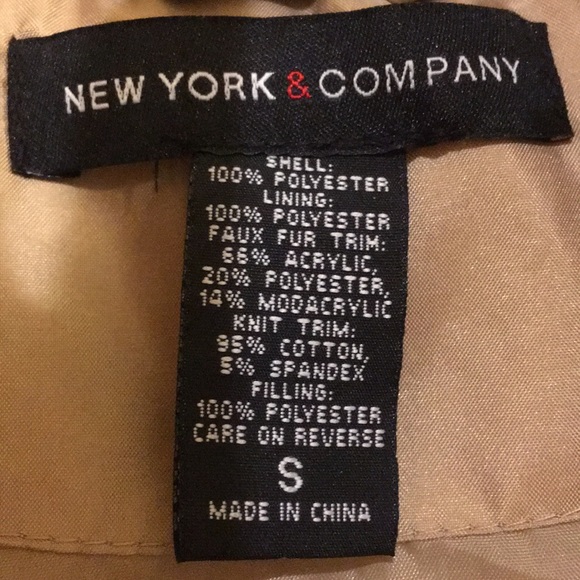 NEW YORK & COMPANY
SHELL:
100% POLYESTER
LINING:
100% POLYESTER
FAUX FUR TRIM:
66% ACRYLIC,
20% POLYESTER,
14% MODACRYLIC
KNIT TRIM:
95% COTTON,
5% SPANDEX
FILLING:
100% POLYESTER
CARE ON REVERSE
S
MADE IN CHINA